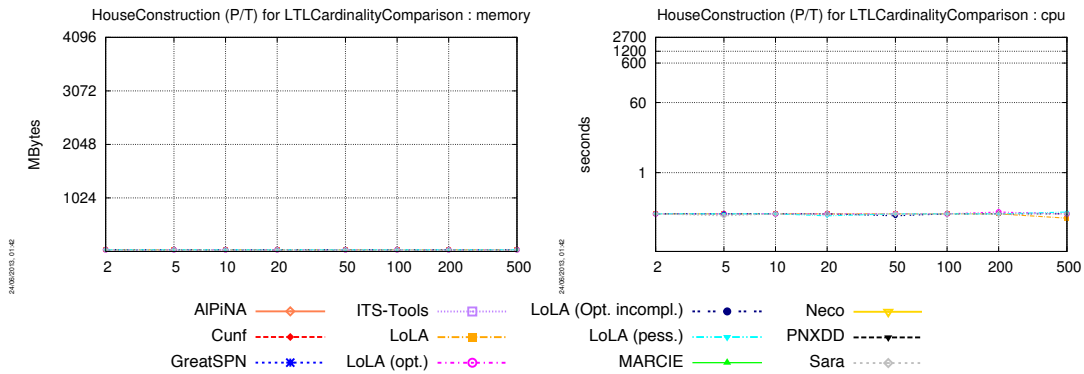 HouseConstruction (P/T) for LTLCardinalityComparison : memory
4096
3072
2048
1024
MBytes
2 5 10 20 50 100 200 500
24/06/2013, 01:42
HouseConstruction (P/T) for LTLCardinalityComparison : cpu
2700
1200
600
60
1
seconds
2 5 10 20 50 100 200 500
24/06/2013, 01:42
AlPiNA ITS-Tools LoLA (Opt. incompl.) Neco
Cunf LoLA LoLA (pess.) PNXDD
GreatSPN LoLA (opt.) MARCIE Sara